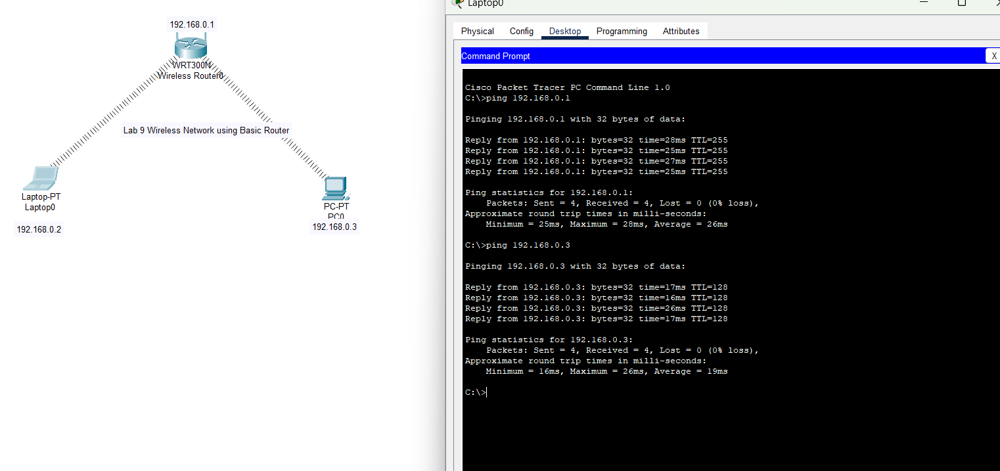 192.168.0.1
WRT300N
Wireless Router0
Lab 9 Wireless Network using Basic Router
Laptop-PT
Laptop0
192.168.0.2
PC-PT
PC0
192.168.0.3
Laptop0
Physical Config Desktop Programming Attributes
Command Prompt
X
Cisco Packet Tracer PC Command Line 1.0
C:\>ping 192.168.0.1
Pinging 192.168.0.1 with 32 bytes of data:
Reply from 192.168.0.1: bytes=32 time=28ms TTL=255
Reply from 192.168.0.1: bytes=32 time=25ms TTL=255
Reply from 192.168.0.1: bytes=32 time=27ms TTL=255
Reply from 192.168.0.1: bytes=32 time=25ms TTL=255
Ping statistics for 192.168.0.1:
Packets: Sent = 4, Received = 4, Lost = 0 (0% loss),
Approximate round trip times in milli-seconds:
Minimum = 25ms, Maximum = 28ms, Average = 26ms
C:\>ping 192.168.0.3
Pinging 192.168.0.3 with 32 bytes of data:
Reply from 192.168.0.3: bytes=32 time=17ms TTL=128
Reply from 192.168.0.3: bytes=32 time=16ms TTL=128
Reply from 192.168.0.3: bytes=32 time=26ms TTL=128
Reply from 192.168.0.3: bytes=32 time=17ms TTL=128
Ping statistics for 192.168.0.3:
Packets: Sent = 4, Received = 4, Lost = 0 (0% loss),
Approximate round trip times in milli-seconds:
Minimum = 16ms, Maximum = 26ms, Average = 19ms
C:\>